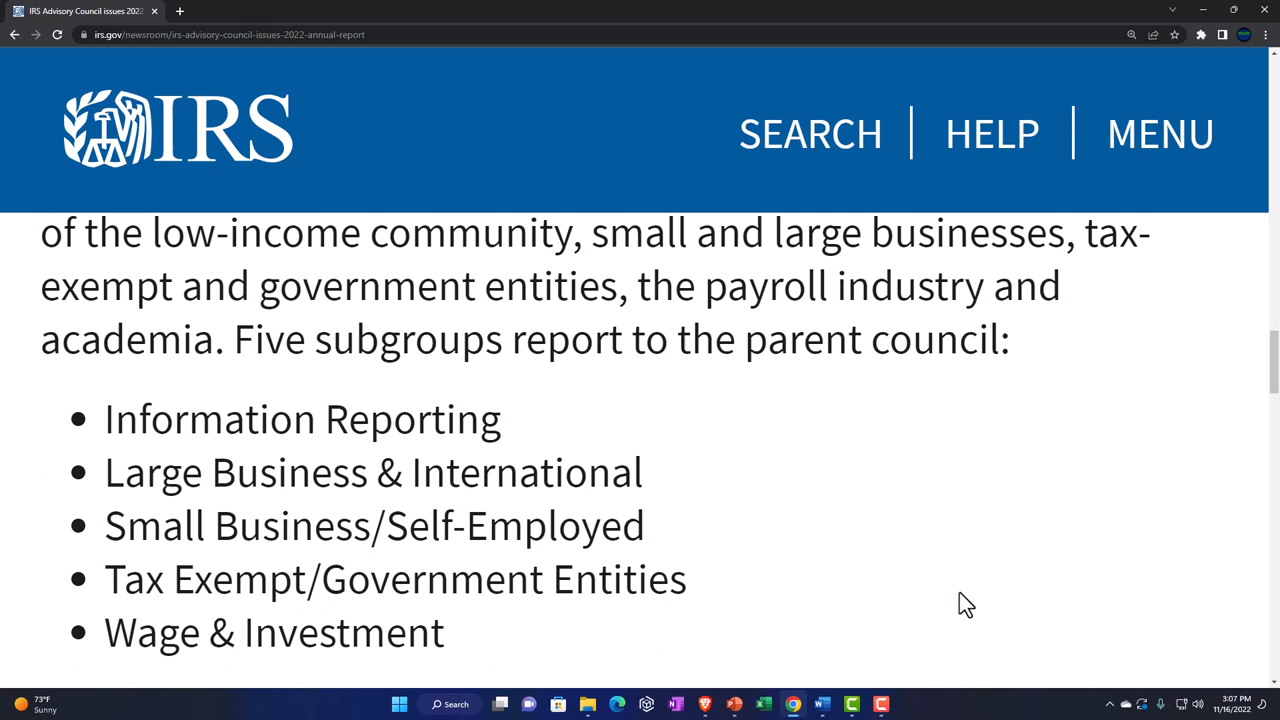 IRS Advisory Council issues 2022
irs.gov/newsroom/irs-advisory-council-issues-2022-annual-report
IRS
SEARCH
HELP
MENU
of the low-income community, small and large businesses, tax-
exempt and government entities, the payroll industry and
academia. Five subgroups report to the parent council:
• Information Reporting
• Large Business & International
• Small Business/Self-Employed
• Tax Exempt/Government Entities
• Wage & Investment
73°F
Sunny
Search
3:07 PM
11/16/2022